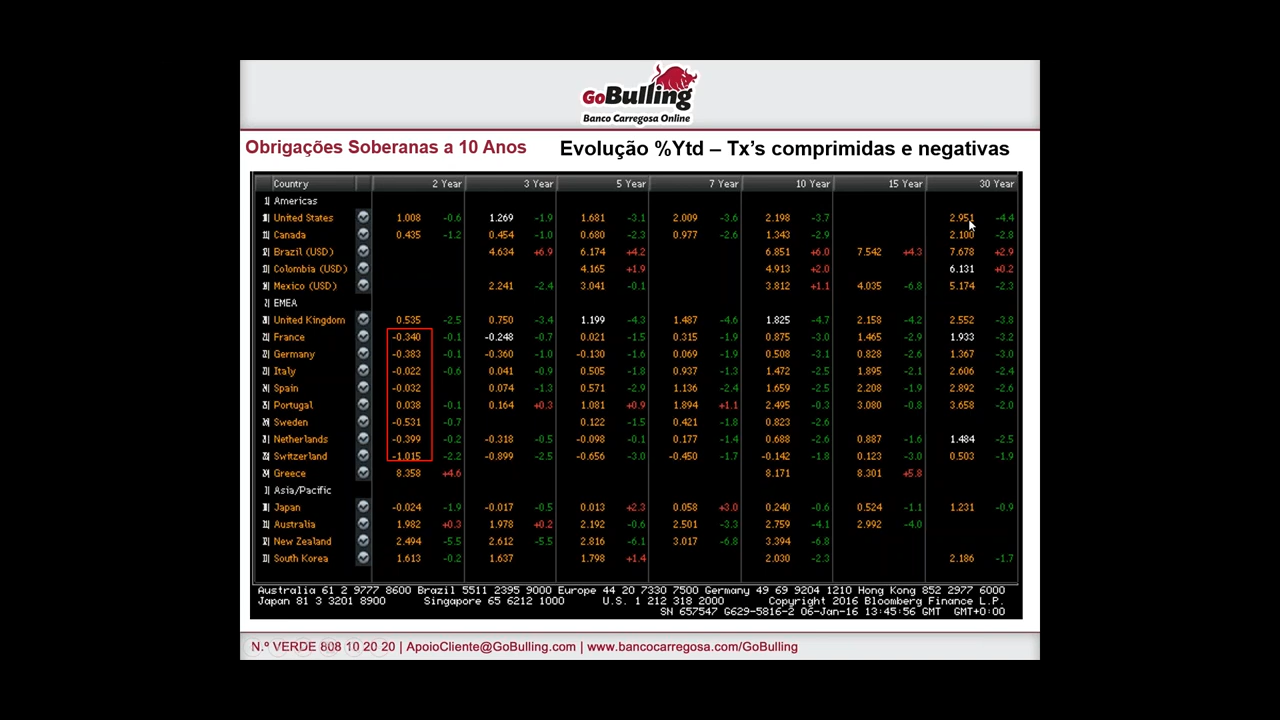 GoBulling
Banco Carregosa Online
Obrigações Soberanas a 10 Anos Evolução %Ytd – Tx's comprimidas e negativas
Country 2 Year 3 Year 5 Year 7 Year 10 Year 15 Year 30 Year
1) Americas
United States 1.008 -0.6 1.269 -1.9 1.681 -3.1 2.009 -3.6 2.198 -3.7 2.951 -4.4
Canada 0.435 -1.2 0.454 -1.0 0.680 -2.3 0.977 -2.6 1.343 -2.9 2.100 -2.8
Brazil (USD) 4.634 +6.9 6.174 +4.2 6.851 +6.0 7.542 +4.3 7.678 +2.9
Colombia (USD) 4.165 +1.9 4.913 +2.0 6.131 +0.2
Mexico (USD) 2.241 -2.4 3.041 -0.1 3.812 +1.1 4.035 -6.8 5.174 -2.3
2) EMEA
United Kingdom 0.535 -2.5 0.750 -3.4 1.199 -4.3 1.487 -4.6 1.825 -4.7 2.158 -4.2 2.552 -3.8
France -0.340 -0.1 -0.248 -0.7 0.021 -1.5 0.315 -1.9 0.875 -3.0 1.465 -2.9 1.933 -3.2
Germany -0.383 -0.1 -0.360 -1.0 -0.130 -1.6 0.069 -1.9 0.508 -3.1 0.828 -2.6 1.367 -3.0
Italy -0.022 -0.6 0.041 -0.9 0.505 -1.8 0.937 -1.3 1.472 -2.5 1.895 -2.1 2.606 -2.4
Spain -0.032 0.074 -1.3 0.571 -2.9 1.136 -2.4 1.659 -2.5 2.208 -1.9 2.892 -2.6
Portugal 0.038 -0.1 0.164 +0.3 1.081 +0.9 1.894 +1.1 2.495 -0.3 3.080 -0.8 3.658 -2.0
Sweden -0.531 -0.7 0.122 -1.5 0.421 -1.8 0.823 -2.6
Netherlands -0.399 -0.2 -0.318 -0.5 -0.098 -0.1 0.177 -1.4 0.688 -2.6 0.887 -1.6 1.484 -2.5
Switzerland -1.015 -2.2 -0.899 -2.5 -0.656 -3.0 -0.450 -1.7 -0.142 -1.8 0.123 -3.0 0.503 -1.9
Greece 8.358 +4.6 8.171 8.301 +5.8
Asia/Pacific
Japan -0.024 -1.9 -0.017 -0.5 0.013 +2.3 0.058 +3.0 0.240 -0.6 0.524 -1.1 1.231 -0.9
Australia 1.982 +0.3 1.978 +0.2 2.192 -0.6 2.501 -3.3 2.759 -4.1 2.992 -4.0
New Zealand 2.494 -5.5 2.612 -5.5 2.816 -6.1 3.017 -6.8 3.394 -6.8
South Korea 1.613 -0.2 1.637 1.798 +1.4 2.030 -2.3 2.186 -1.7
Australia 61 2 9777 8600 Brazil 5511 2395 9000 Europe 44 20 7330 7500 Germany 49 69 9204 1210 Hong Kong 852 2977 6000
Japan 81 3 3201 8900 Singapore 65 6212 1000 U.S. 1 212 318 2000 Copyright 2016 Bloomberg Finance L.P.
SN 657547 G629-5816-2 06-Jan-16 13:45:56 GMT GMT+0:00
N.º VERDE 808 10 20 20 | ApoioCliente@GoBulling.com | www.bancocarregosa.com/GoBulling